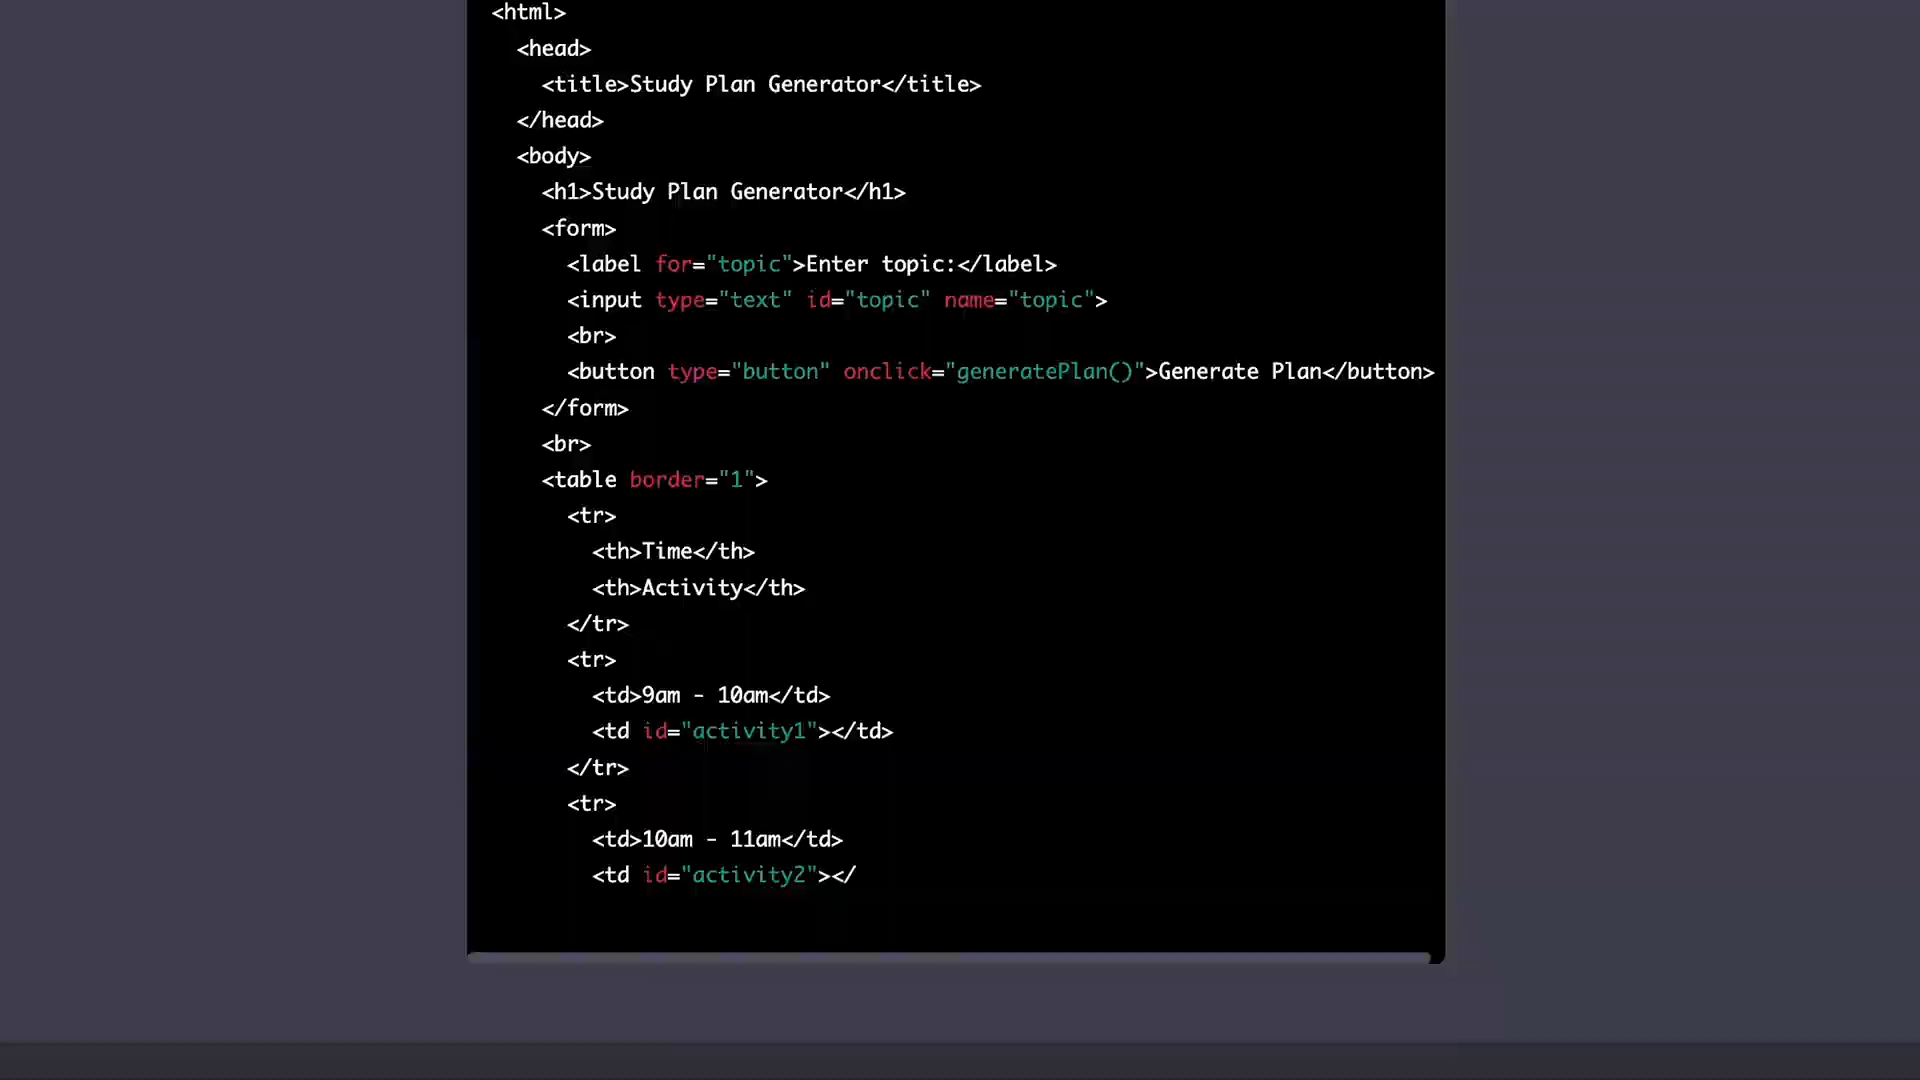 <html>
<head>
<title>Study Plan Generator</title>
</head>
<body>
<h1>Study Plan Generator</h1>
<form>
<label for="topic">Enter topic:</label>
<input type="text" id="topic" name="topic">
<br>
<button type="button" onclick="generatePlan()">Generate Plan</button>
</form>
<br>
<table border="1">
<tr>
<th>Time</th>
<th>Activity</th>
</tr>
<tr>
<td>9am - 10am</td>
<td id="activity1"></td>
</tr>
<tr>
<td>10am - 11am</td>
<td id="activity2"></